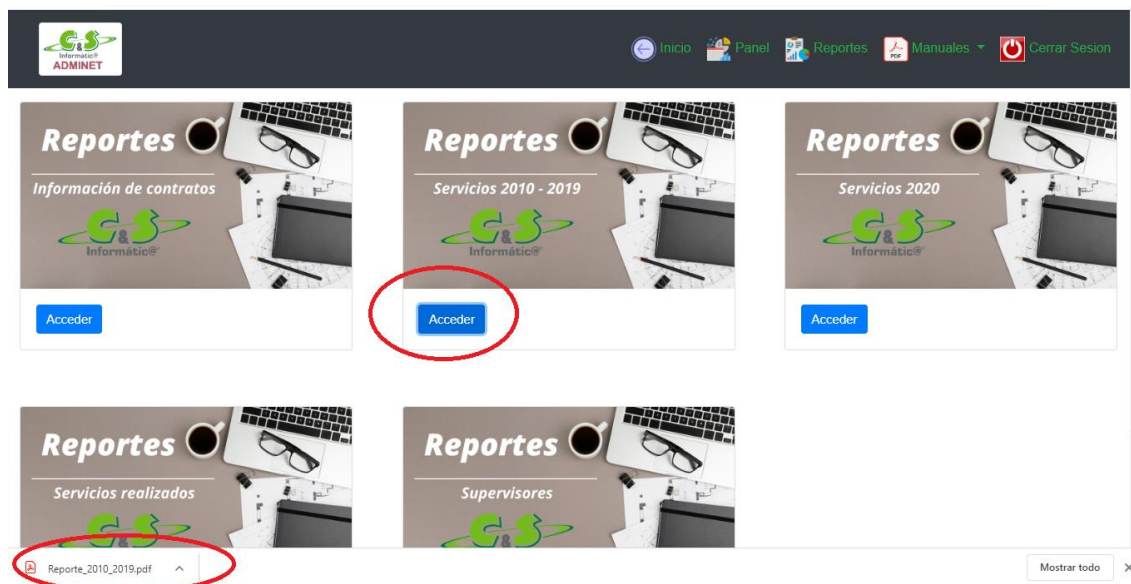 C&S
Informátic@
ADMINET
Inicio
Panel
Reportes
PDF
Manuales
Cerrar Sesion
Reportes
Información de contratos
C&S
Informátic@
Acceder
Reportes
Servicios 2010 - 2019
C&S
Informátic@
Acceder
Reportes
Servicios 2020
C&S
Informátic@
Acceder
Reportes
Servicios realizados
C&S
Reportes
Supervisores
C&S
Reporte_2010_2019.pdf
Mostrar todo